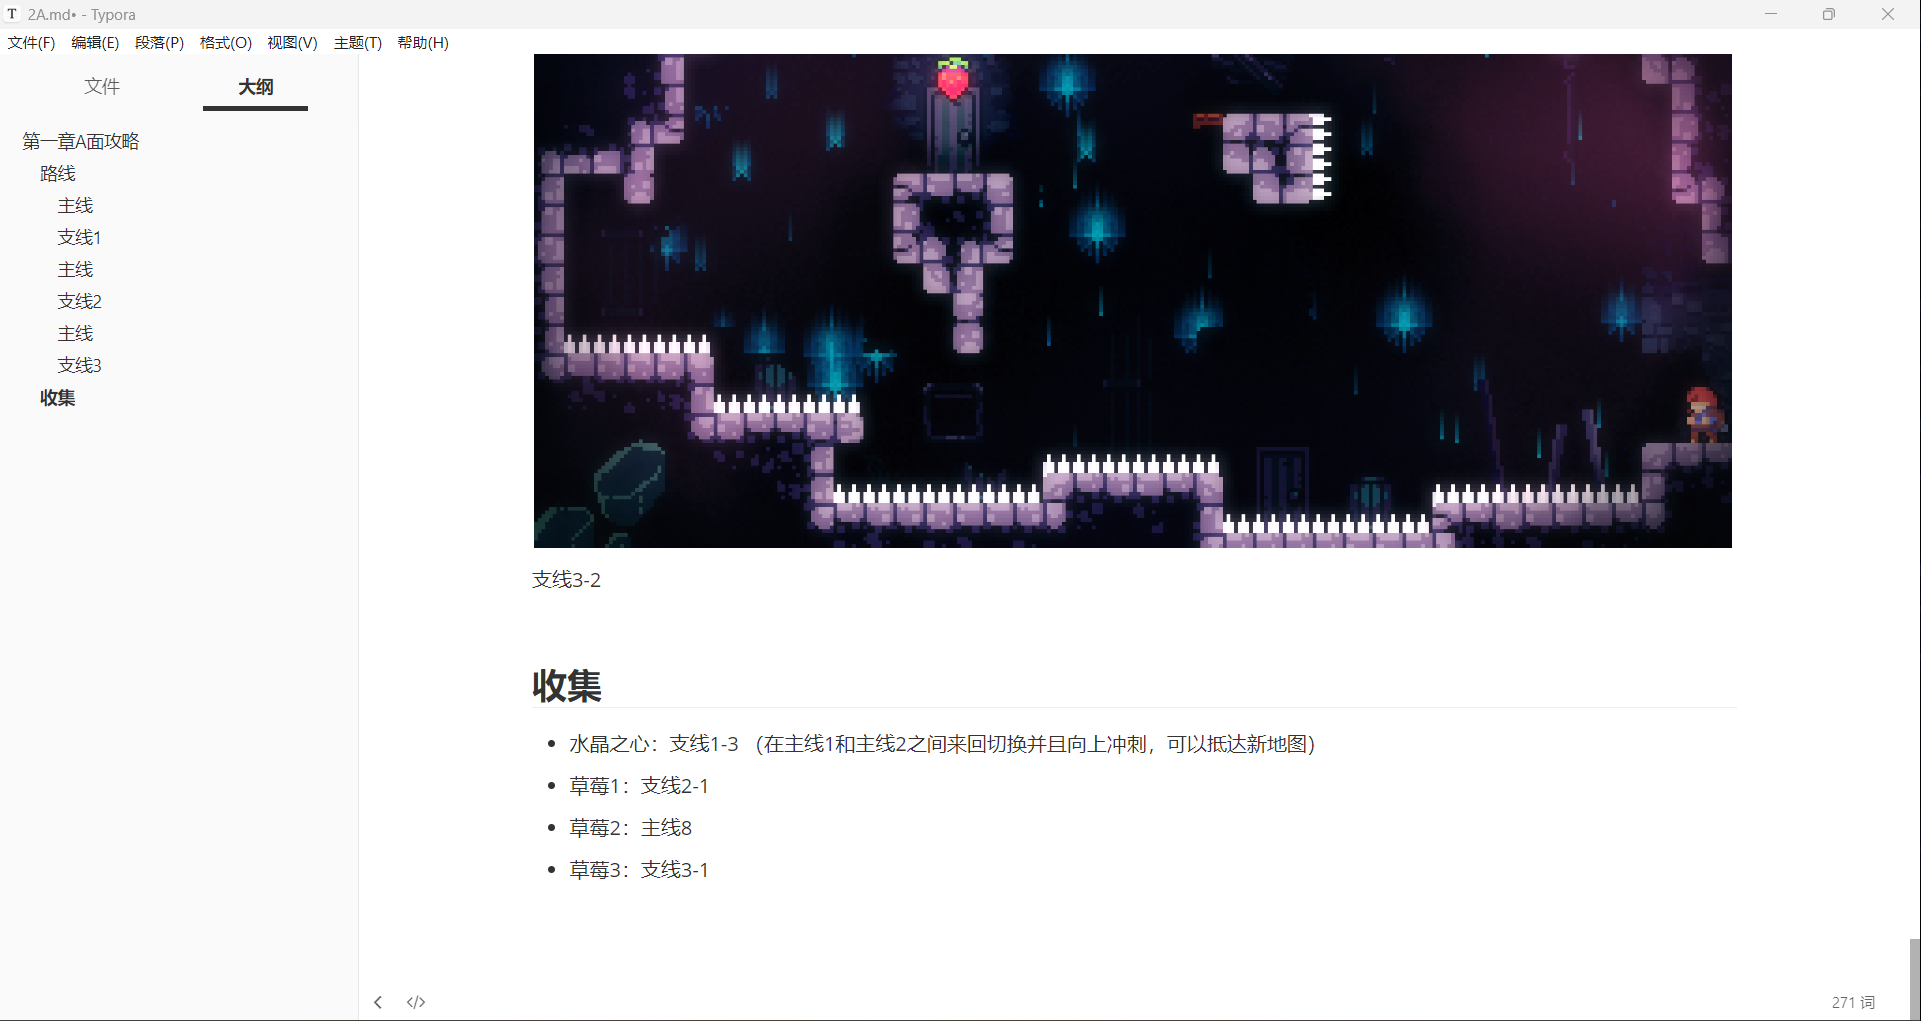 T 2A.md• - Typora
文件(F) 编辑(E) 段落(P) 格式(O) 视图(V) 主题(T) 帮助(H)
文件 大纲
第一章A面攻略
路线
主线
支线1
主线
支线2
主线
支线3
收集
支线3-2
收集
• 水晶之心：支线1-3 （在主线1和主线2之间来回切换并且向上冲刺，可以抵达新地图）
• 草莓1：支线2-1
• 草莓2：主线8
• 草莓3：支线3-1
</> 271 词